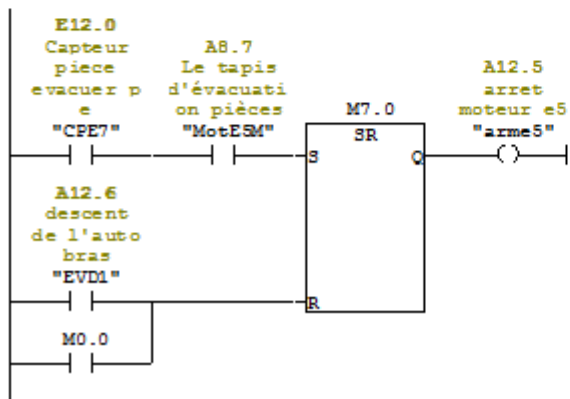 E12.0
Capteur
piece
evacuer p
e
"CPE7"
A8.7
Le tapis
d'évacuati
on pièces
"MotE5M"
M7.0
SR
S
Q
R
A12.5
arret
moteur e5
"arme5"
A12.6
descent
de l'auto
bras
"EVD1"
M0.0